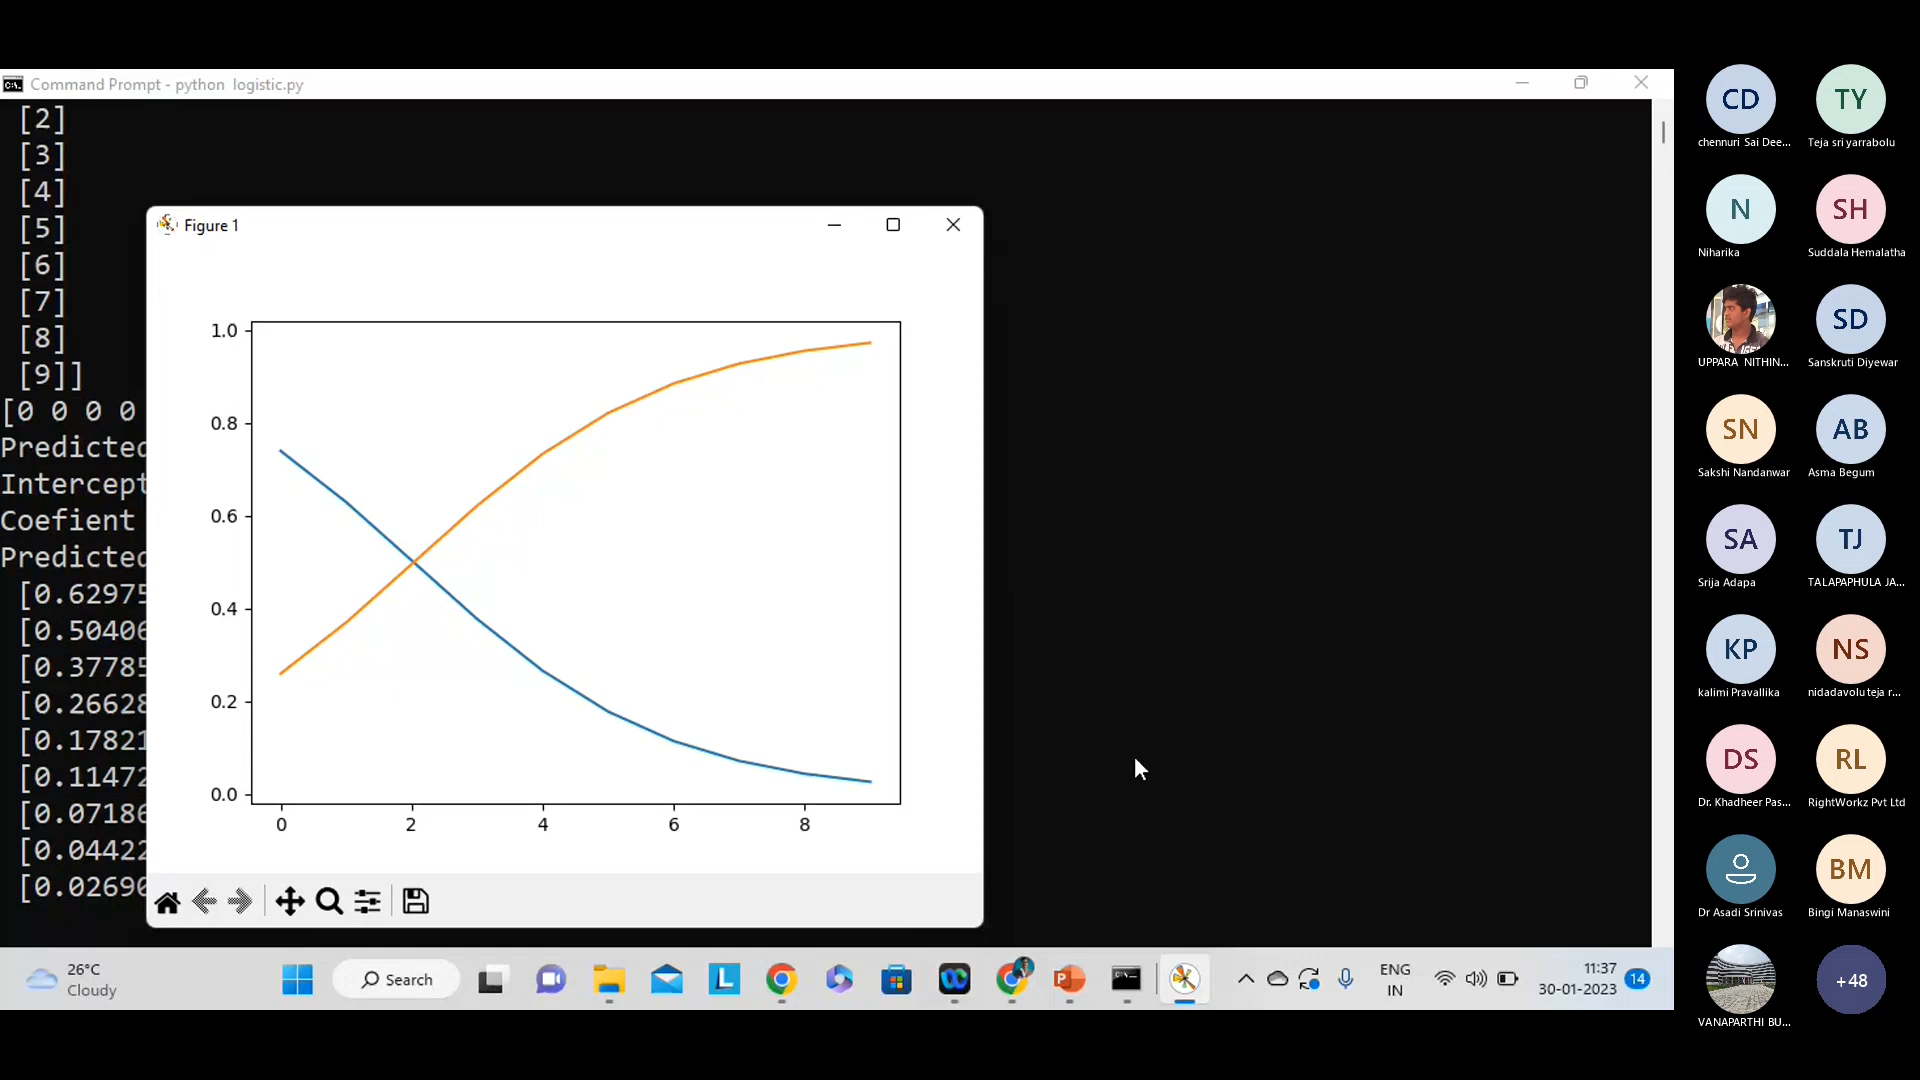 Command Prompt - python logistic.py
[2]
[3]
[4]
[5]
[6]
[7]
[8]
[9]]
[0 0 0 0
Predicted
Intercept
Coefient
Predicted
[0.62975
[0.50406
[0.37785
[0.26628
[0.17821
[0.11472
[0.07186
[0.04422
[0.02690
Figure 1
1.0
0.8
0.6
0.4
0.2
0.0
0 2 4 6 8
26°C
Cloudy
Search
ENG
IN
11:37
30-01-2023
14
CD TY
chennuri Sai Dee... Teja sri yarrabolu
N SH
Niharika Suddala Hemalatha
SD
UPPARA NITHIN... Sanskruti Diyewar
SN AB
Sakshi Nandanwar Asma Begum
SA TJ
Srija Adapa TALAPAPHULA JA...
KP NS
kalimi Pravallika nidadavolu teja r...
DS RL
Dr. Khadheer Pas... RightWorkz Pvt Ltd
BM
Dr Asadi Srinivas Bingi Manaswini
+48
VANAPARTHI BU...